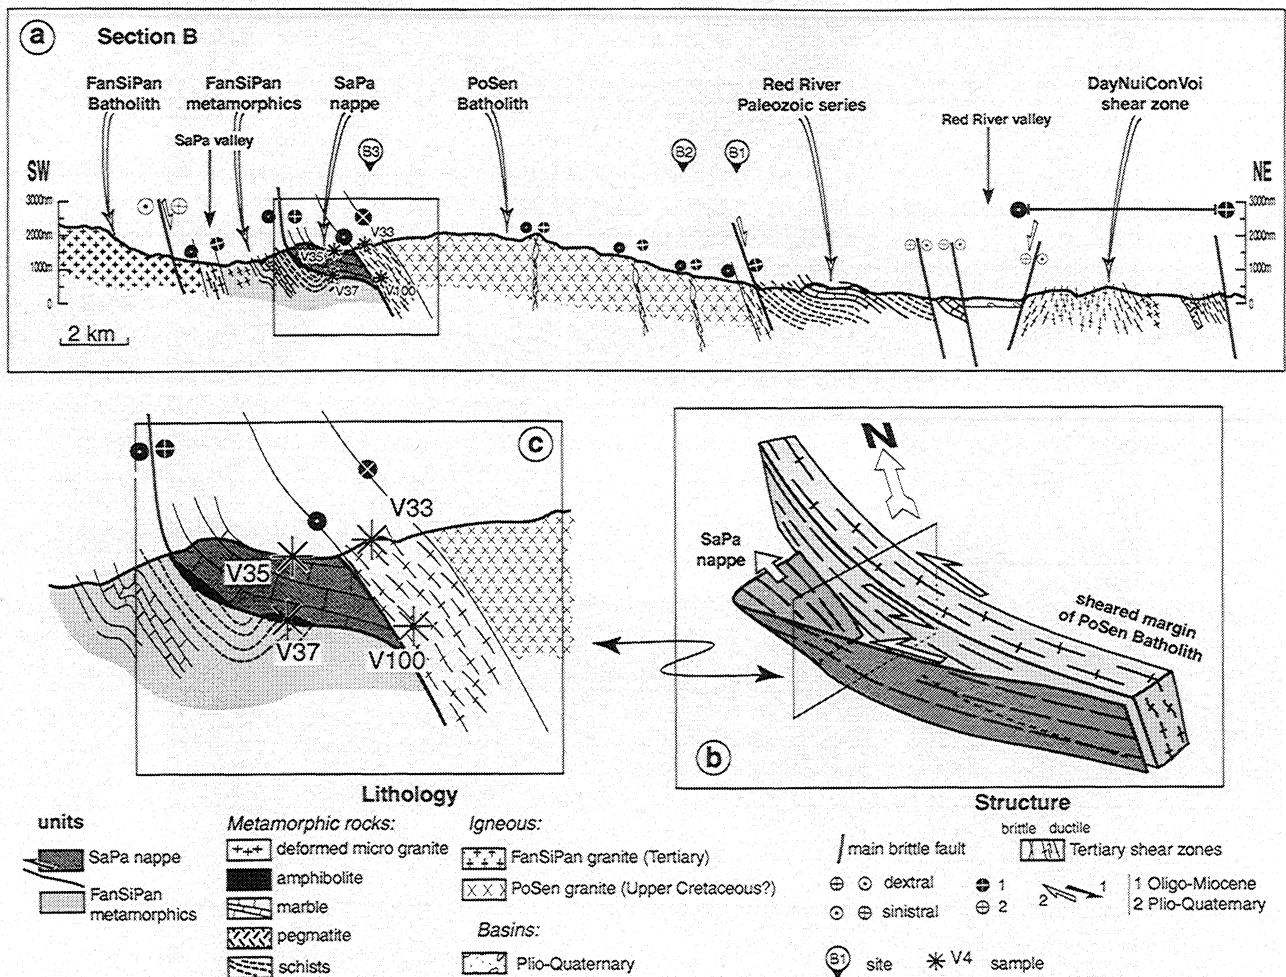 a Section B
FanSiPan
Batholith
FanSiPan
metamorphics
SaPa valley
SaPa
nappe
PoSen
Batholith
Red River
Paleozoic series
Red River valley
DayNuiConVoi
shear zone
B3
B2
B1
SW
NE
3000m
2000m
1000m
0
3000m
2000m
1000m
0
V33
V35
V37
V100
2 km
c
V33
V35
V37
V100
N
SaPa
nappe
sheared margin
of PoSen Batholith
b
Lithology
units
SaPa nappe
FanSiPan
metamorphics
Metamorphic rocks:
deformed micro granite
amphibolite
marble
pegmatite
schists
Igneous:
FanSiPan granite (Tertiary)
PoSen granite (Upper Cretaceous?)
Basins:
Plio-Quaternary
Structure
brittle ductile
main brittle fault
Tertiary shear zones
dextral
sinistral
1
2
2
1
1 Oligo-Miocene
2 Plio-Quaternary
B1 site
V4 sample